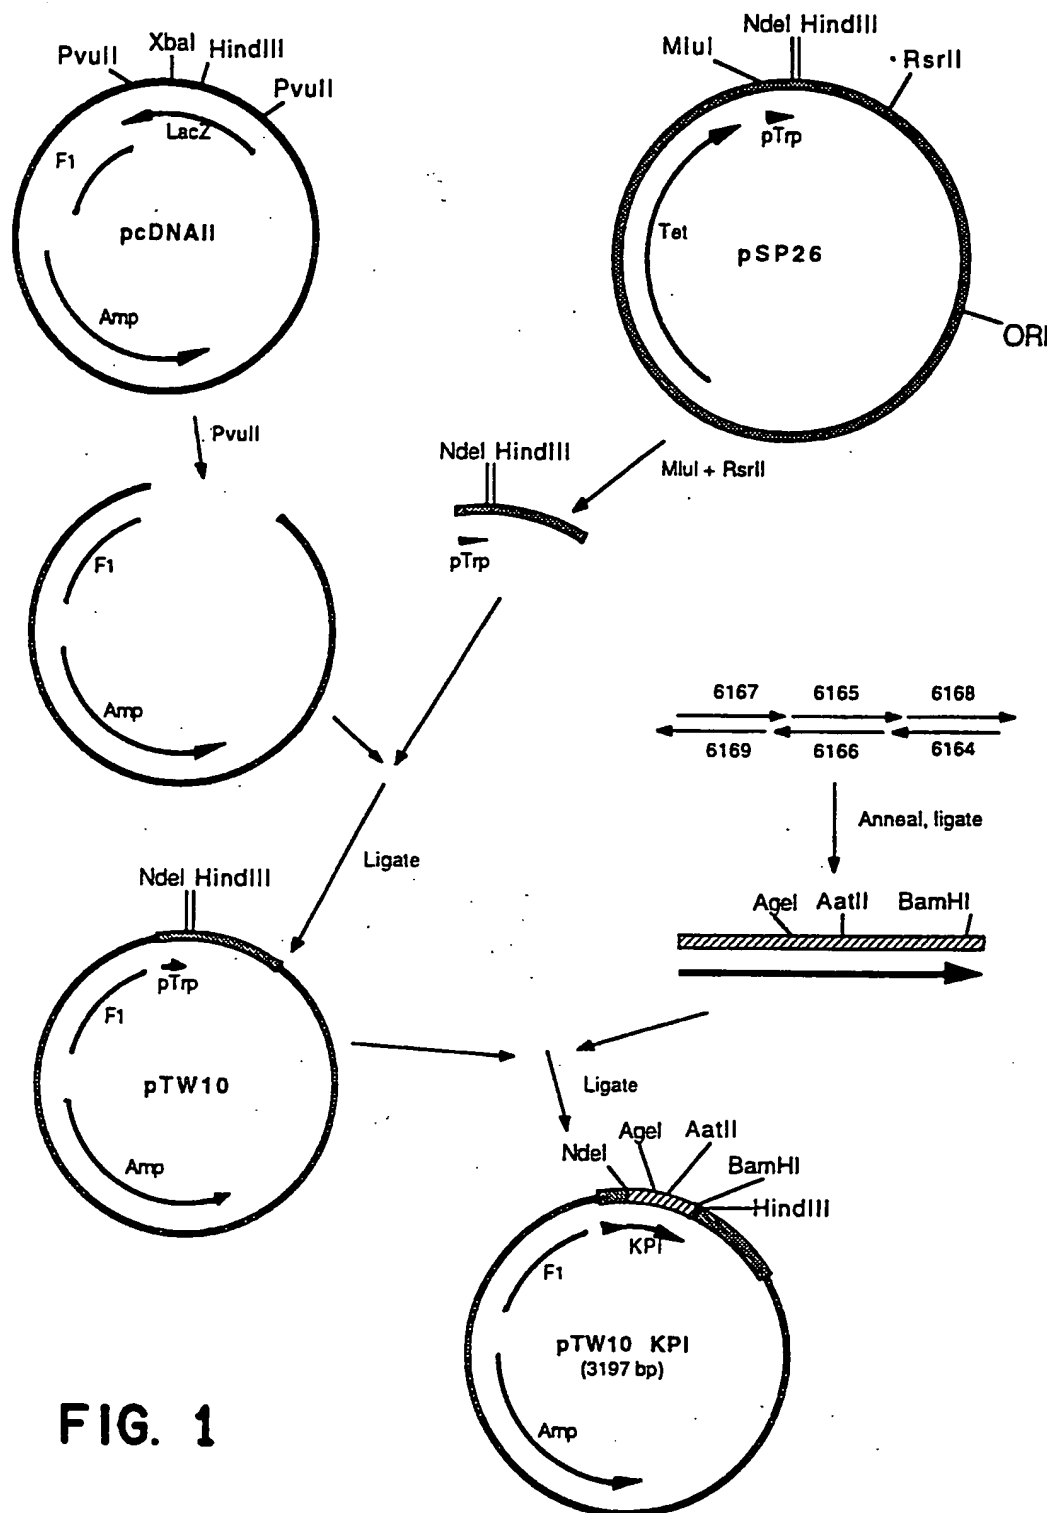 PvuII
XbaI
HindIII
PvuII
LacZ
F1
pcDNAII
Amp
NdeI HindIII
MluI
RsrII
pTrp
Tet
pSP26
ORI
PvuII
MluI + RsrII
NdeI HindIII
pTrp
F1
Amp
6167 6165 6168
6169 6166 6164
Anneal, ligate
Ligate
NdeI HindIII
AgeI AatII BamHI
pTrp
F1
pTW10
Amp
Ligate
NdeI
AgeI
AatII
BamHI
HindIII
KPI
F1
pTW10 KPI
(3197 bp)
Amp
FIG. 1